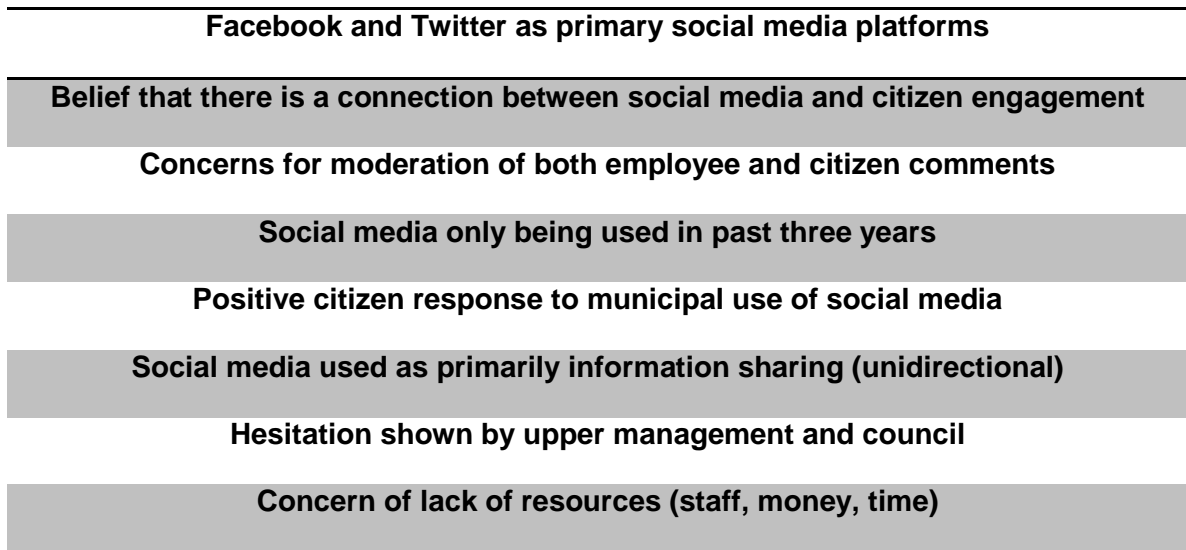 Facebook and Twitter as primary social media platforms
Belief that there is a connection between social media and citizen engagement
Concerns for moderation of both employee and citizen comments
Social media only being used in past three years
Positive citizen response to municipal use of social media
Social media used as primarily information sharing (unidirectional)
Hesitation shown by upper management and council
Concern of lack of resources (staff, money, time)